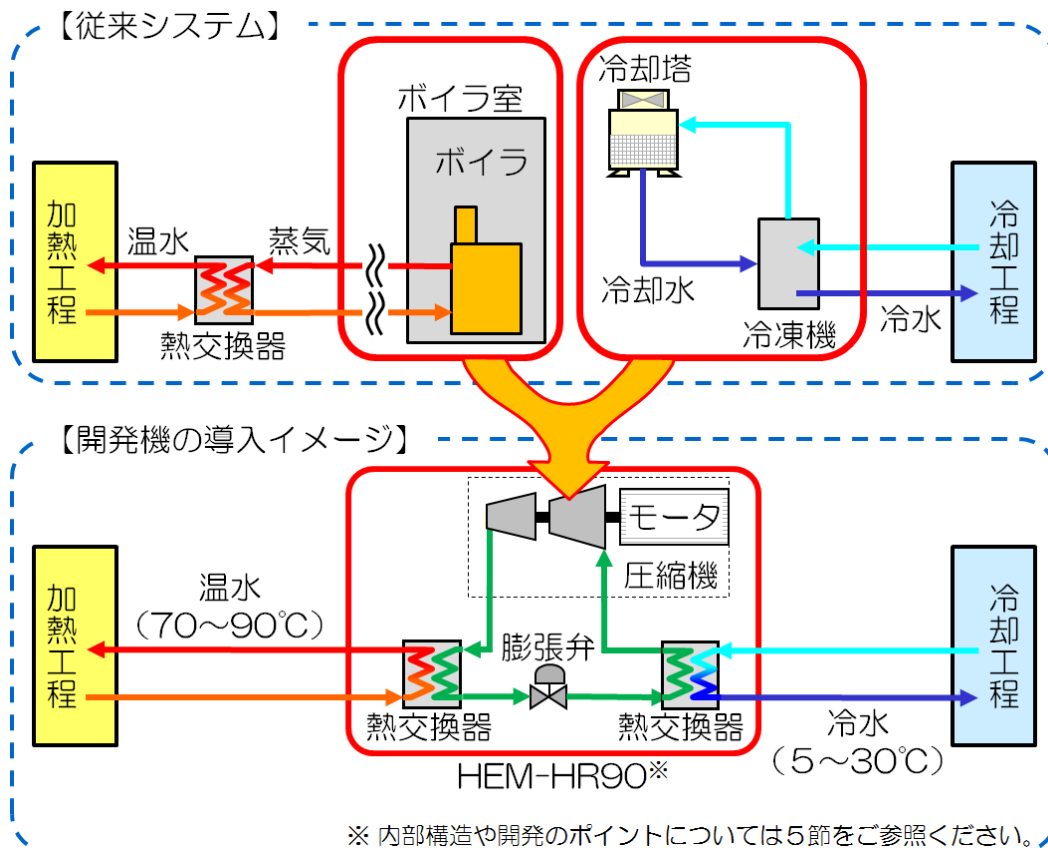 【従来システム】
冷却塔
ボイラ室
ボイラ
加熱工程
温水
蒸気
熱交換器
冷却水
冷凍機
冷水
冷却工程
【開発機の導入イメージ】
モータ
圧縮機
加熱工程
温水
（70～90℃）
膨張弁
熱交換器
熱交換器
冷却工程
冷水
（5～30℃）
HEM-HR90※
※ 内部構造や開発のポイントについては５節をご参照ください。